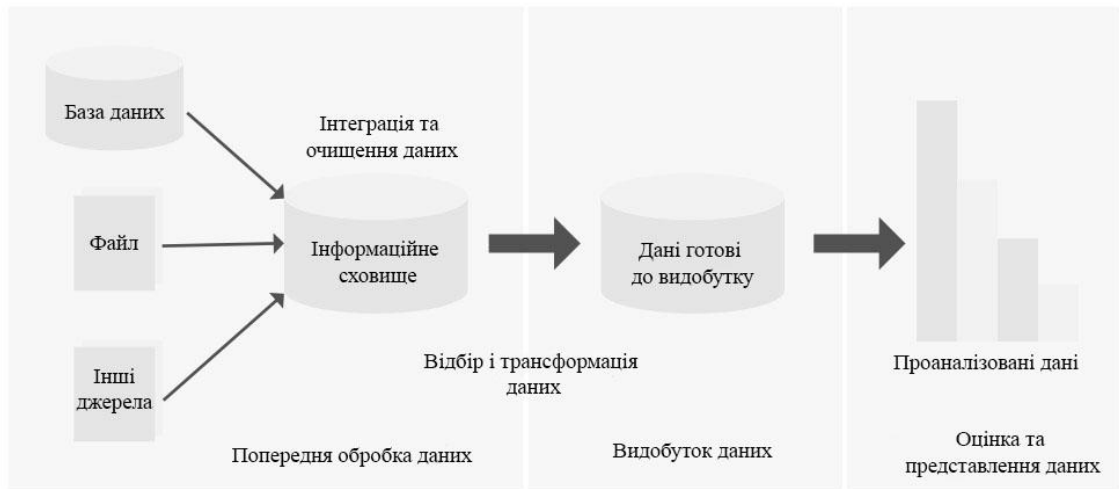 База даних
Інтеграція та
очищення даних
Файл
Інформаційне
сховище
Дані готові
до видобутку
Інші
джерела
Відбір і трансформація
даних
Проаналізовані дані
Попередня обробка даних
Видобуток даних
Оцінка та
представлення даних